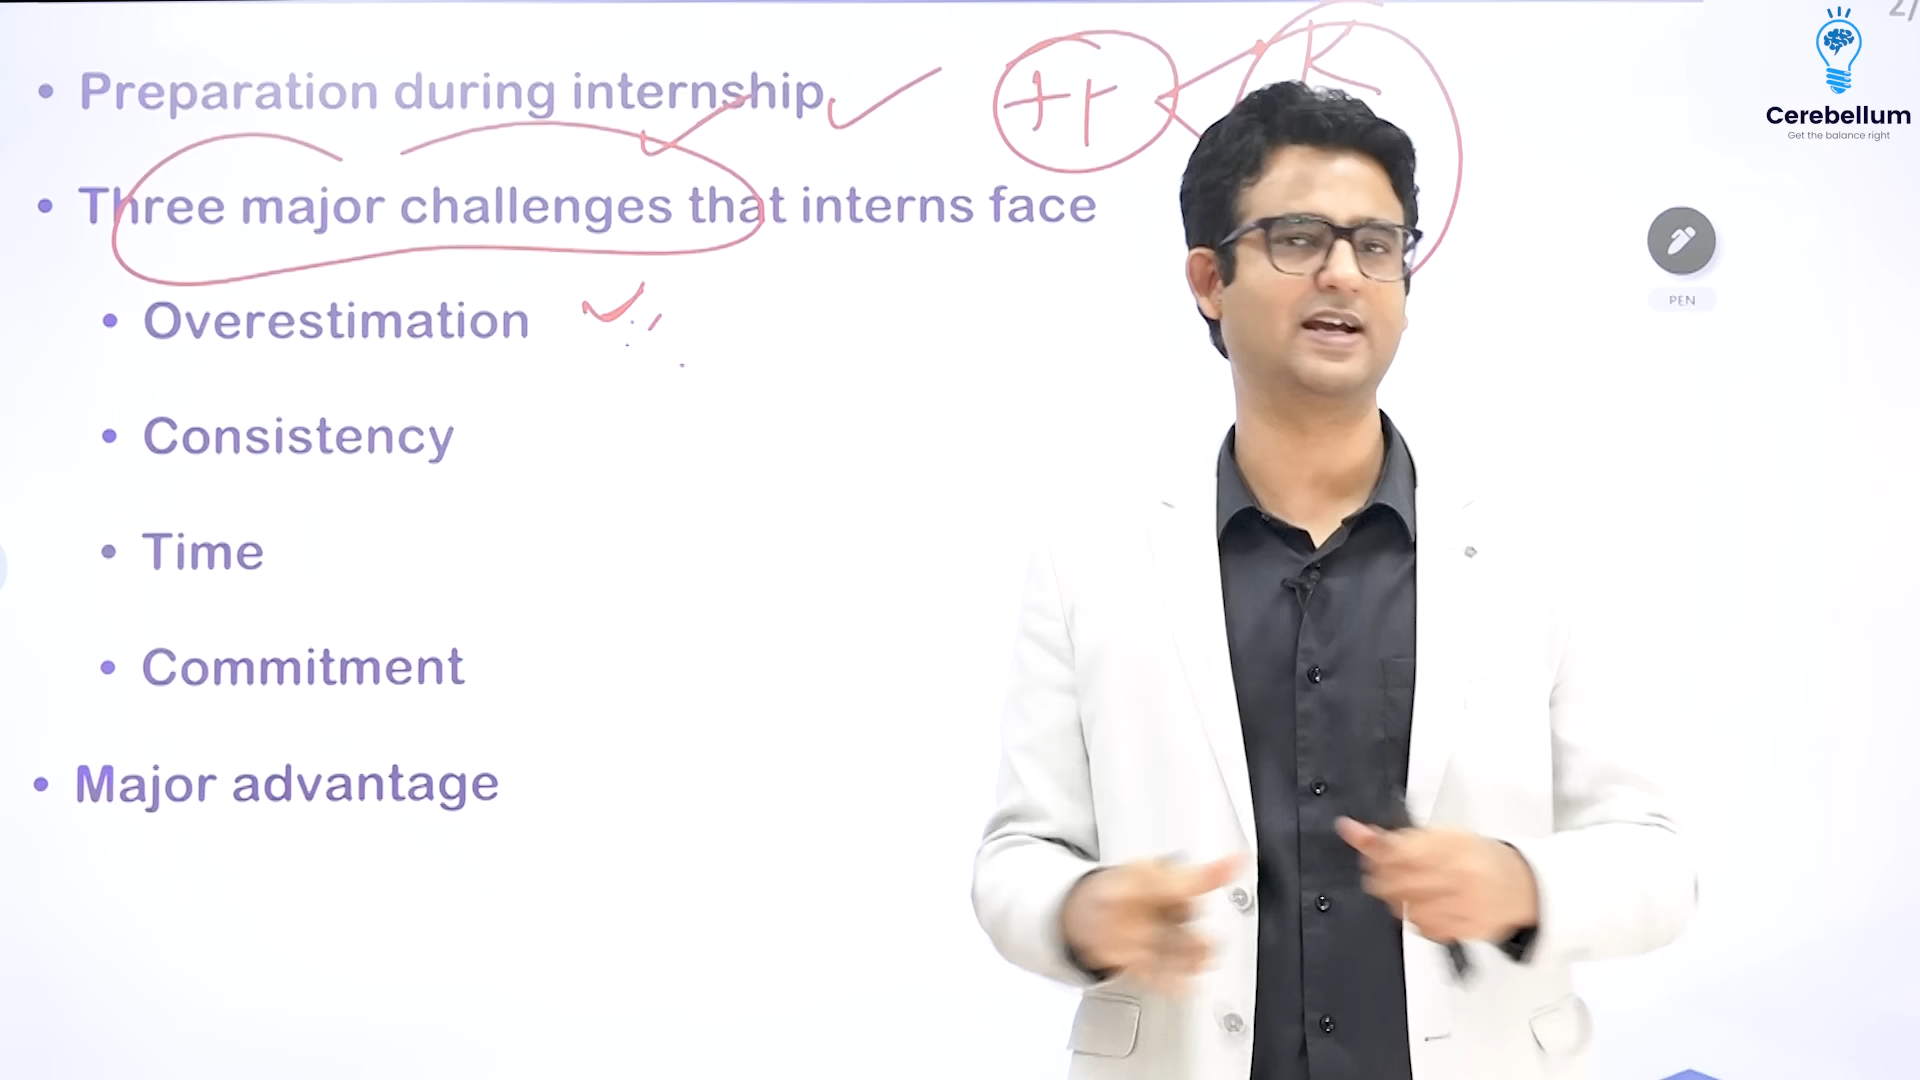 2/
Cerebellum
Get the balance right
• Preparation during internship
• Three major challenges that interns face
• Overestimation
• Consistency
• Time
• Commitment
• Major advantage
PEN
K